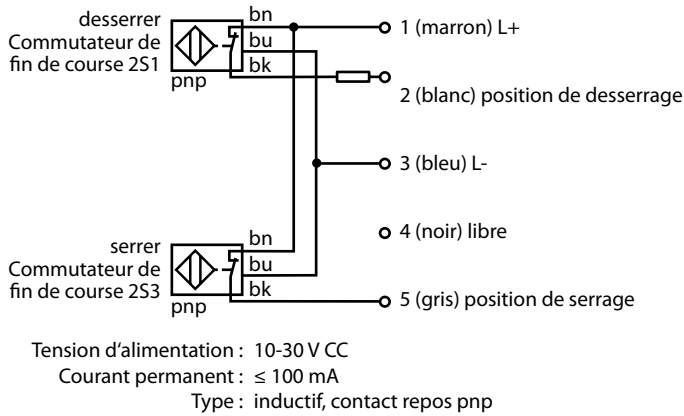 desserrer
Commutateur de
fin de course 2S1
bn
bu
bk
pnp
1 (marron) L+
2 (blanc) position de desserrage
3 (bleu) L-
4 (noir) libre
serrer
Commutateur de
fin de course 2S3
bn
bu
bk
pnp
5 (gris) position de serrage
Tension d‘alimentation : 10-30 V CC
Courant permanent : ≤ 100 mA
Type : inductif, contact repos pnp